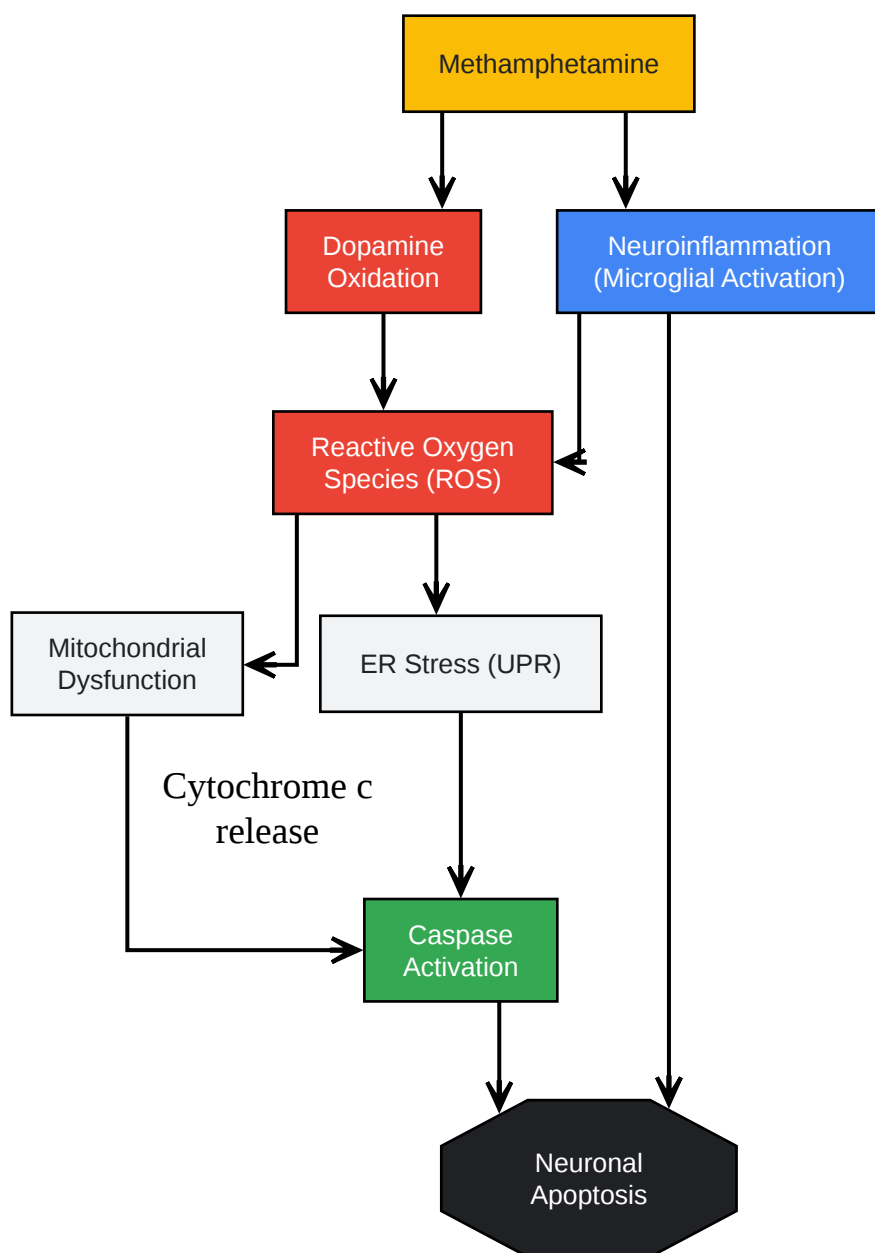 Methamphetamine
Dopamine
Oxidation
Neuroinflammation
(Microglial Activation)
Reactive Oxygen
Species (ROS)
Mitochondrial
Dysfunction
ER Stress (UPR)
Cytochrome c
release
Caspase
Activation
Neuronal
Apoptosis